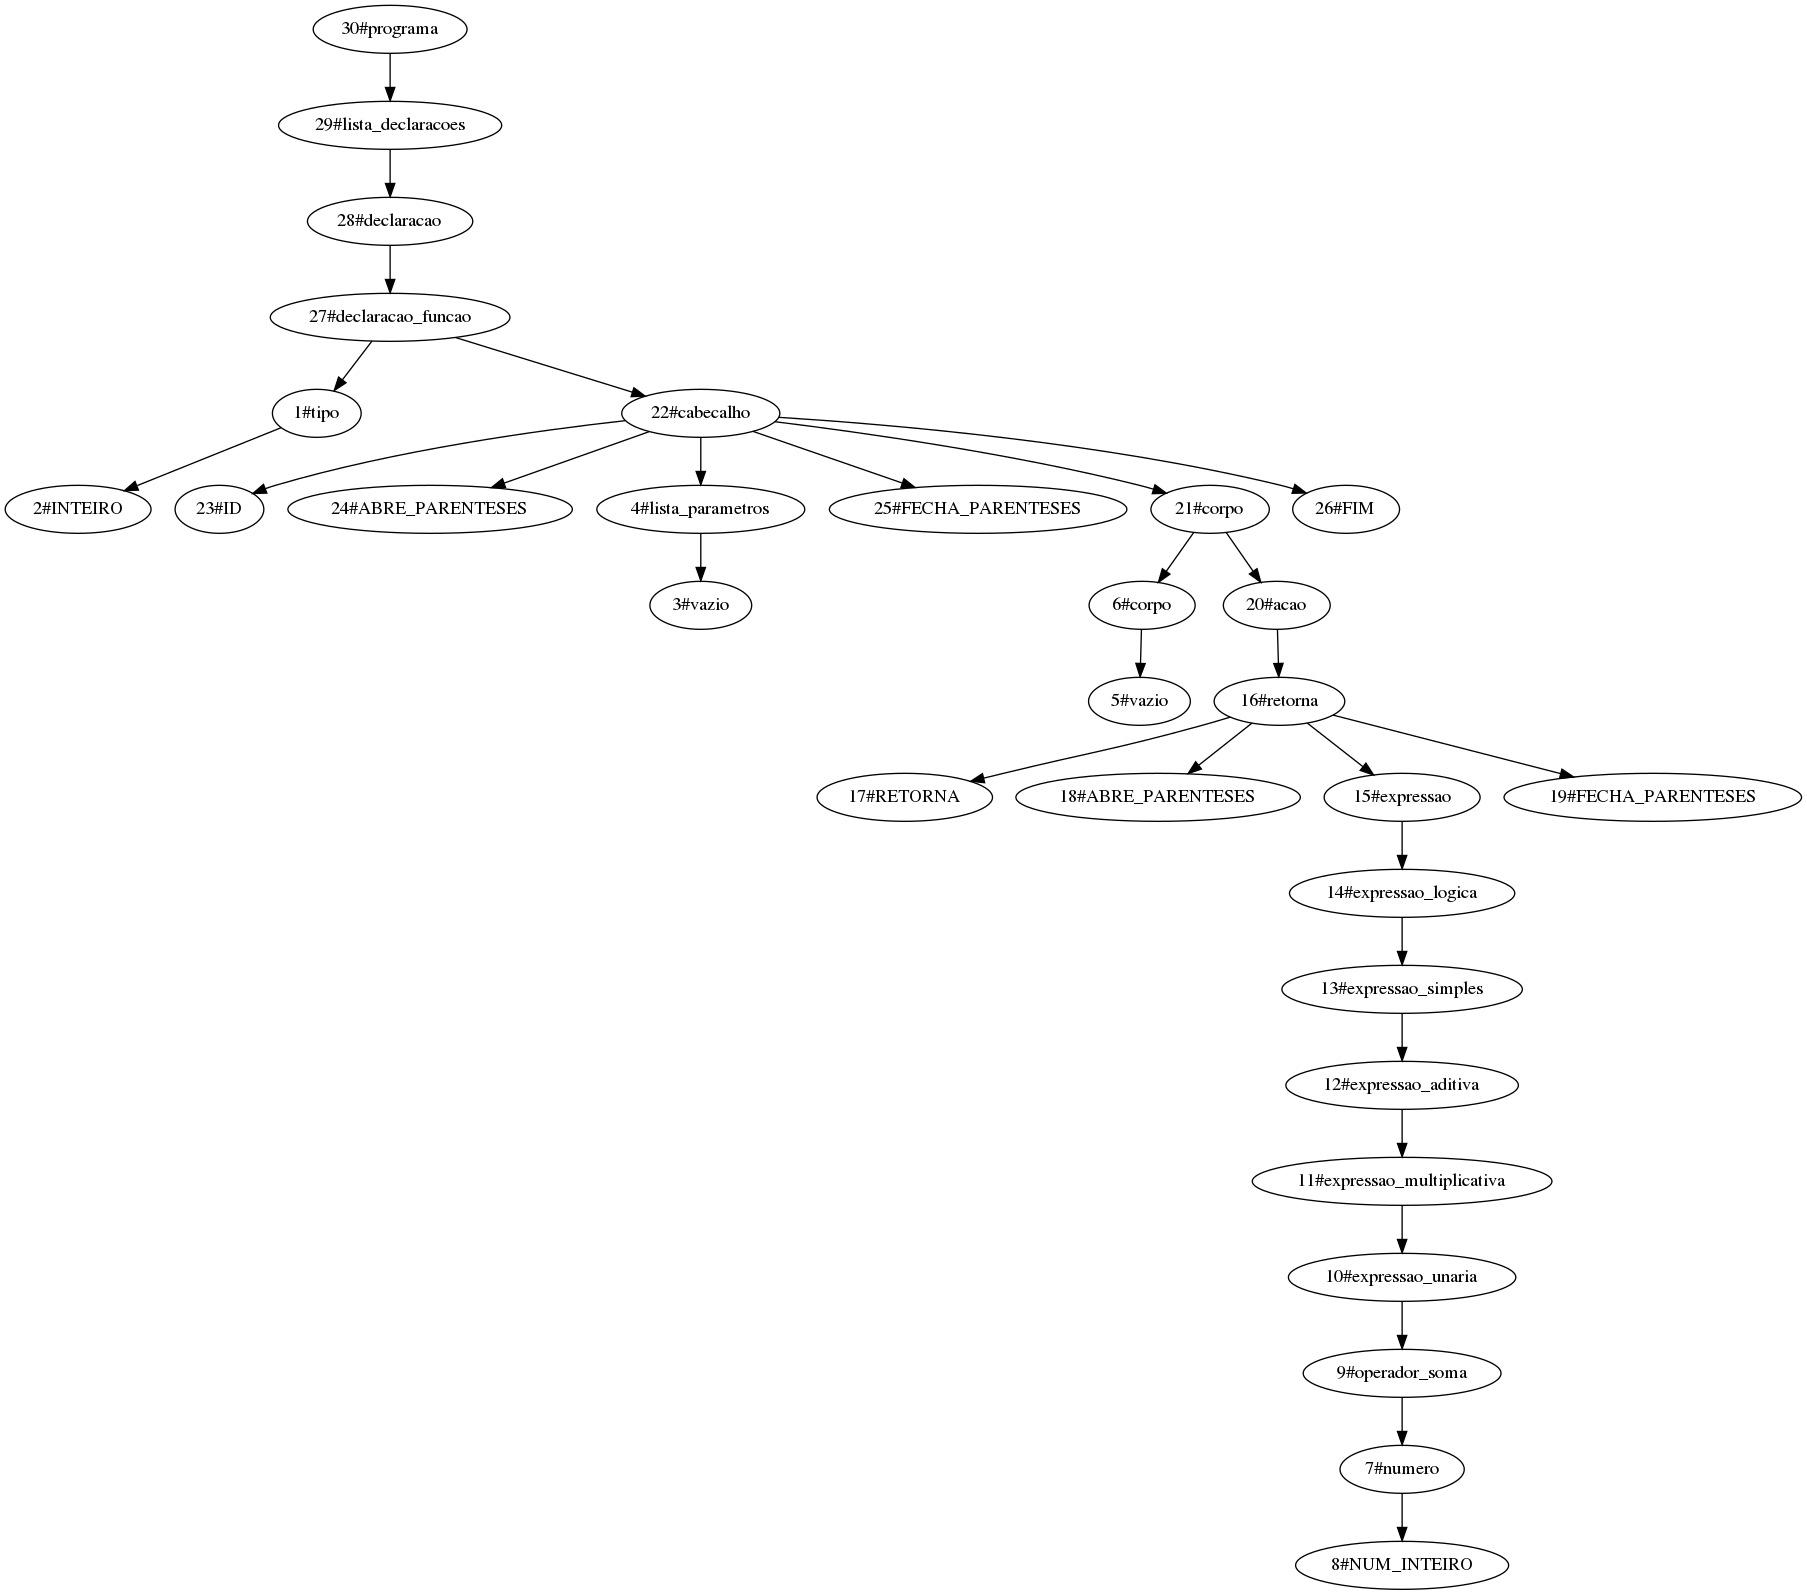 30#programa
29#lista_declaracoes
28#declaracao
27#declaracao_funcao
1#tipo
22#cabecalho
2#INTEIRO
23#ID
24#ABRE_PARENTESES
4#lista_parametros
25#FECHA_PARENTESES
21#corpo
26#FIM
3#vazio
6#corpo
20#acao
5#vazio
16#retorna
17#RETORNA
18#ABRE_PARENTESES
15#expressao
19#FECHA_PARENTESES
14#expressao_logica
13#expressao_simples
12#expressao_aditiva
11#expressao_multiplicativa
10#expressao_unaria
9#operador_soma
7#numero
8#NUM_INTEIRO